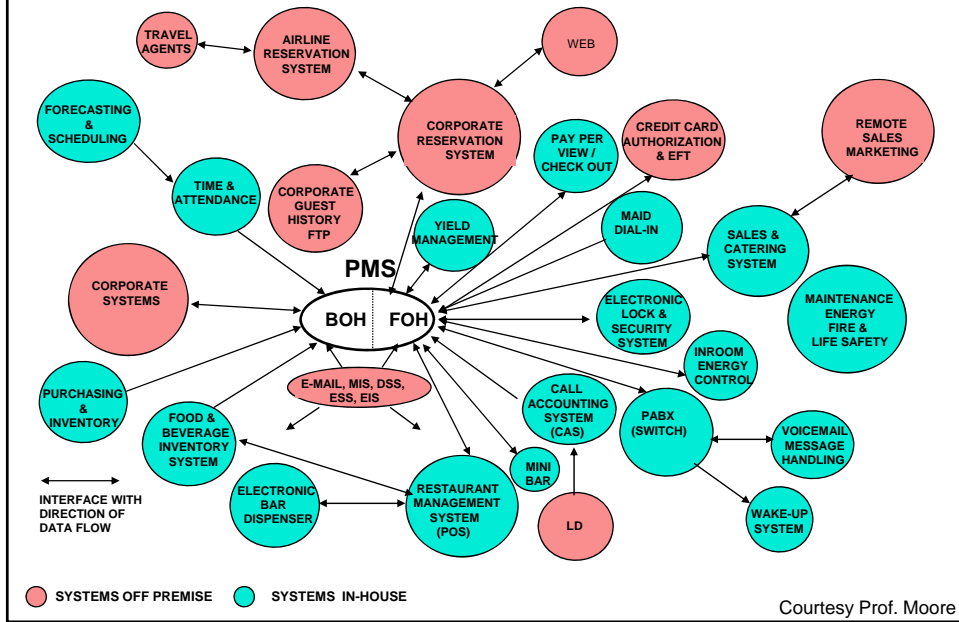 TRAVEL
AGENTS
AIRLINE
RESERVATION
SYSTEM
WEB
FORECASTING
&
SCHEDULING
CORPORATE
RESERVATION
SYSTEM
PAY PER
VIEW /
CHECK OUT
CREDIT CARD
AUTHORIZATION
& EFT
REMOTE
SALES
MARKETING
TIME &
ATTENDANCE
CORPORATE
GUEST
HISTORY
FTP
YIELD
MANAGEMENT
MAID
DIAL-IN
SALES &
CATERING
SYSTEM
PMS
CORPORATE
SYSTEMS
BOH
FOH
ELECTRONIC
LOCK &
SECURITY
SYSTEM
MAINTENANCE
ENERGY
FIRE &
LIFE SAFETY
INROOM
ENERGY
CONTROL
PURCHASING
&
INVENTORY
E-MAIL, MIS, DSS,
ESS, EIS
FOOD &
BEVERAGE
INVENTORY
SYSTEM
CALL
ACCOUNTING
SYSTEM
(CAS)
PABX
(SWITCH)
VOICEMAIL
MESSAGE
HANDLING
MINI
BAR
INTERFACE WITH
DIRECTION OF
DATA FLOW
ELECTRONIC
BAR
DISPENSER
RESTAURANT
MANAGEMENT
SYSTEM
(POS)
LD
WAKE-UP
SYSTEM
SYSTEMS OFF PREMISE
SYSTEMS IN-HOUSE
Courtesy Prof. Moore